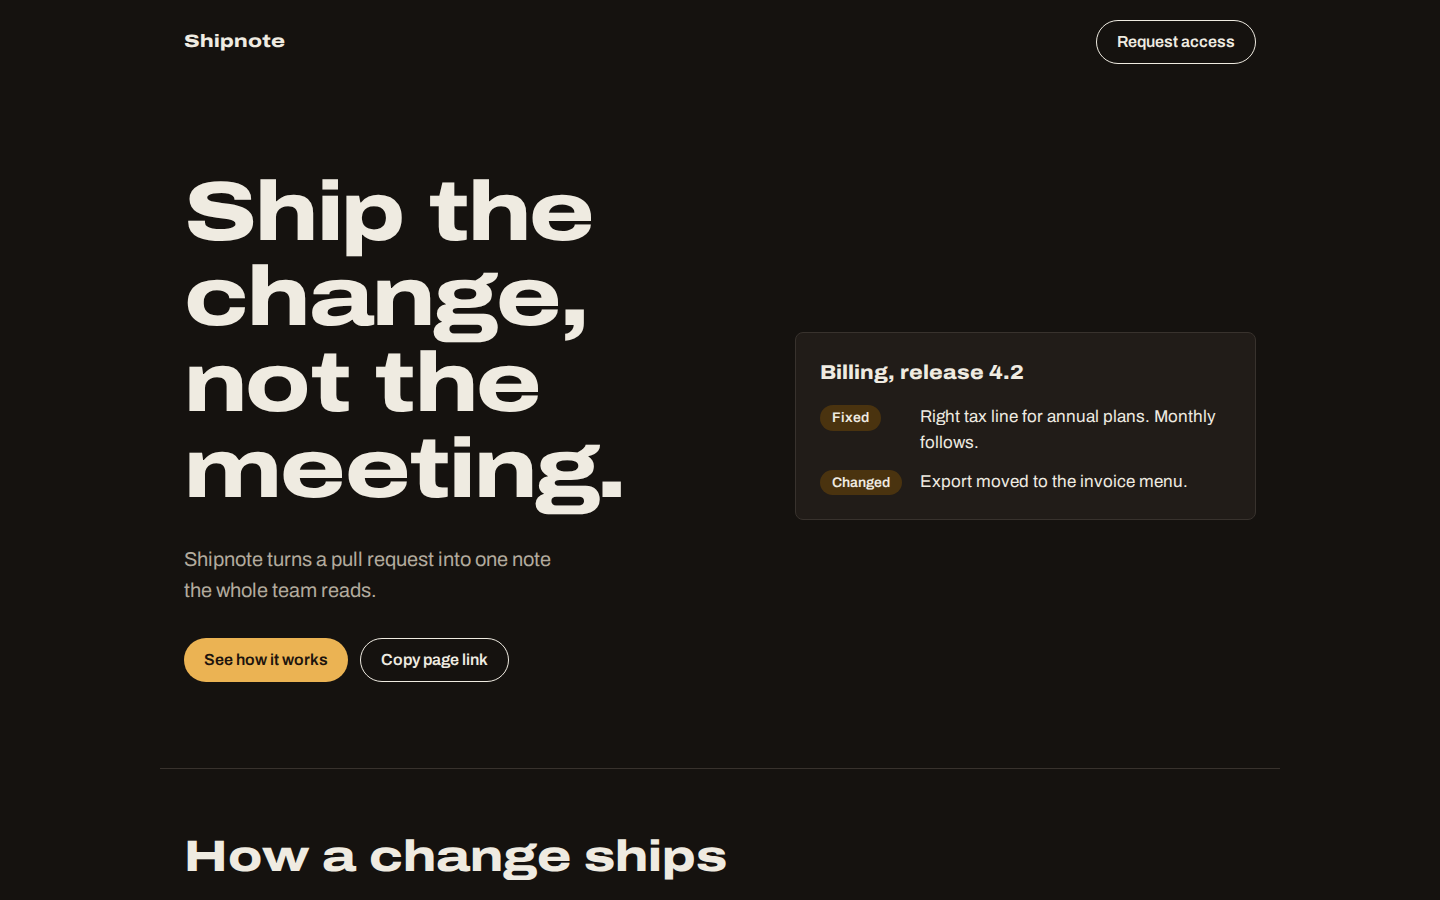 Shipnote
Request access
Ship the
change,
not the
meeting.
Shipnote turns a pull request into one note
the whole team reads.
See how it works
Copy page link
Billing, release 4.2
Fixed
Right tax line for annual plans. Monthly
follows.
Changed
Export moved to the invoice menu.
How a change ships